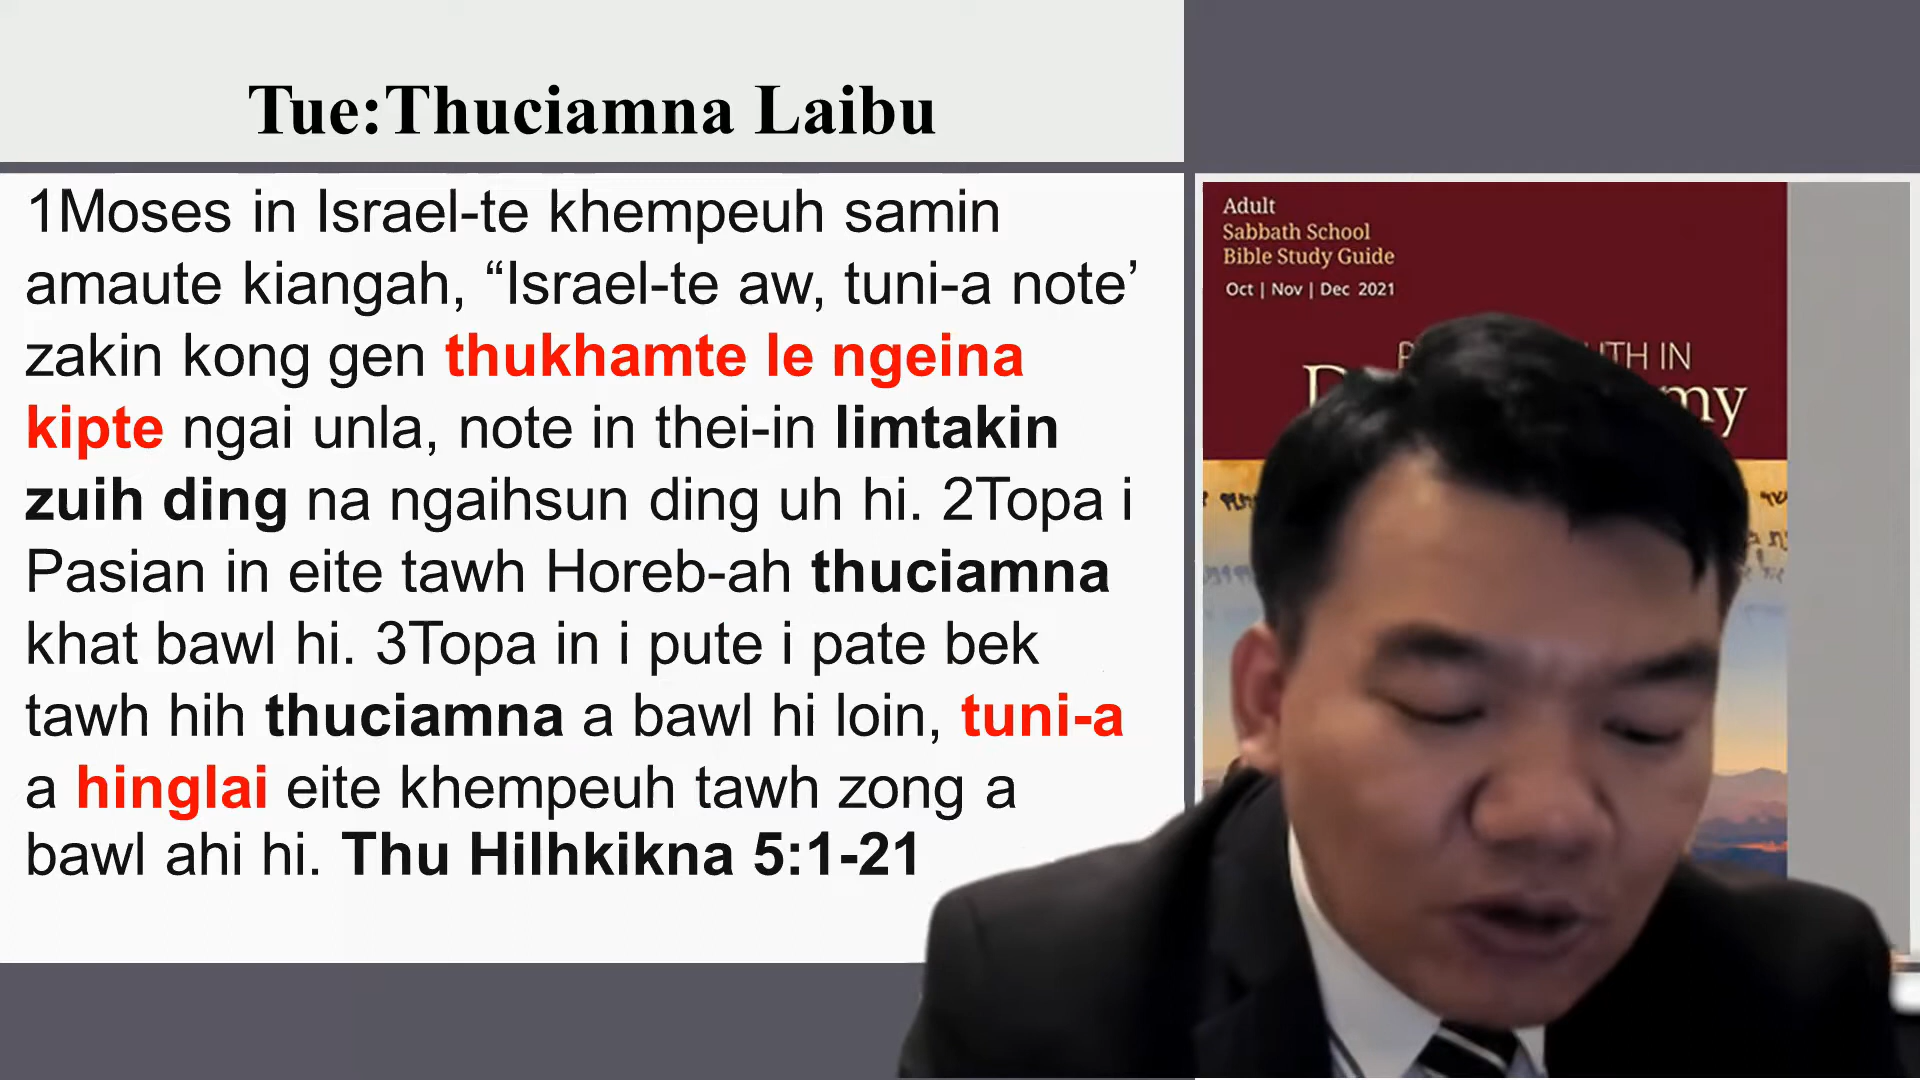 Tue:Thuciamna Laibu
1Moses in Israel-te khempeuh samin
amaute kiangah, “Israel-te aw, tuni-a note’
zakin kong gen thukhamte le ngeina
kipte ngai unla, note in thei-in limtakin
zuih ding na ngaihsun ding uh hi. 2Topa i
Pasian in eite tawh Horeb-ah thuciamna
khat bawl hi. 3Topa in i pute i pate bek
tawh hih thuciamna a bawl hi loin, tuni-a
a hinglai eite khempeuh tawh zong a
bawl ahi hi. Thu Hilhkikna 5:1-21
Adult
Sabbath School
Bible Study Guide
Oct | Nov | Dec 2021
IN